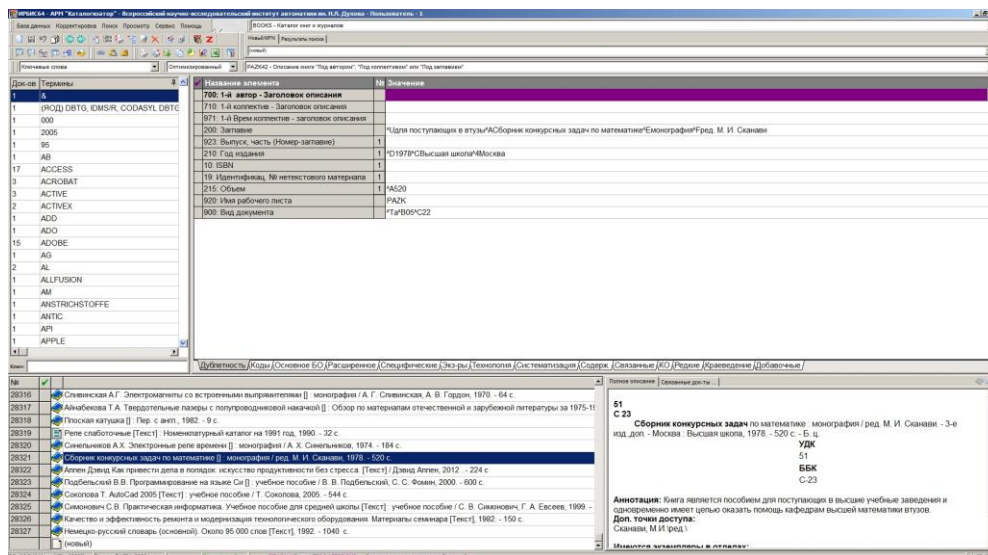 ИРБИС64 - АРМ "Каталогизатор" - Всероссийский научно-исследовательский институт автоматики им. Н.Л. Духова - Пользователь - 1
База данных Корректировка Поиск Просмотр Сервис Помощь
BOOKS - Каталог книг и журналов
Новый/MFN Результаты поиска
(новый)
Ключевые слова
Оптимизированный
PAZK42 - Описание книги "Под автором", "Под коллективом" или "Под заглавием"
Док-ов Термины
1 &
1 (ЯОД) DBTG, IDMS/R, CODASYL DBTG
1 000
1 2005
1 95
1 AB
17 ACCESS
3 ACROBAT
3 ACTIVE
2 ACTIVEX
1 ADD
1 ADO
15 ADOBE
1 AG
2 AL
1 ALLFUSION
1 AM
1 ANSTRICHSTOFFE
1 ANTIC
1 API
1 APPLE
Ключ:
Название элемента № Значение
700: 1-й автор - Заголовок описания
710: 1-й коллектив - Заголовок описания
971: 1-й Врем.коллектив - заголовок описания
200: Заглавие ^Uдля поступающих в втузы^AСборник конкурсных задач по математике^Eмонография^Fред. М. И. Сканави
923: Выпуск, часть (Номер-заглавие) 1
210: Год издания 1 ^D1978^CВысшая школа^4Москва
10: ISBN 1
19: Идентификац. № нетекстового материала 1
215: Объем 1 ^A520
920: Имя рабочего листа PAZK
900: Вид документа ^Ta^B05^C22
Дублетность Коды Основное БО Расширенное Специфические Экз-ры Технология Систематизация Содерж. Связанные КО Редкие Краеведение Добавочные
№
28316 Сливинская А.Г. Электромагниты со встроенными выпрямителями [] : монография / А. Г. Сливинская, А. В. Гордон, 1970. - 64 с.
28317 Айнабекова Т.А. Твердотельные лазеры с полупроводниковой накачкой [] : Обзор по материалам отечественной и зарубежной литературы за 1975-1
28318 Плоская катушка [] : Пер. с англ., 1982. - 9 с.
28319 Реле слаботочные [Текст] : Номенклатурный каталог на 1991 год, 1990. - 32 с.
28320 Синельников А.Х. Электронные реле времени [] : монография / А. Х. Синельников, 1974. - 184 с.
28321 Сборник конкурсных задач по математике [] : монография / ред. М. И. Сканави, 1978. - 520 с.
28322 Аллен Дэвид Как привести дела в порядок: искусство продуктивности без стресса. [Текст] / Дэвид Аллен, 2012 . - 224 с
28323 Подбельский В.В. Программирование на языке Си [] : учебное пособие / В. В. Подбельский, С. С. Фомин, 2000. - 600 с.
28324 Соколова Т. AutoCad 2005 [Текст] : учебное пособие / Т. Соколова, 2005. - 544 с.
28325 Симонович С.В. Практическая информатика. Учебное пособие для средней школы [Текст] : учебное пособие / С. В. Симонович, Г. А. Евсеев, 1999. -
28326 Качество и эффективность ремонта и модернизация технологического оборудования. Материалы семинара [Текст], 1982. - 150 с.
28327 Немецко-русский словарь (основной). Около 95 000 слов [Текст], 1992. - 1040 с.
(новый)
Полное описание Связанные док-ты ...
51
С 23
Сборник конкурсных задач по математике : монография / ред. М. И. Сканави. - 3-е
изд.,доп. - Москва : Высшая школа, 1978. - 520 с. - Б. ц.
УДК
51
ББК
С-23
Аннотация: Книга является пособием для поступающих в высшие учебные заведения и
одновременно имеет целью оказать помощь кафедрам высшей математики втузов.
Доп. точки доступа:
Сканави, М.И.\ред.\
Имеются экземпляры в отделах: